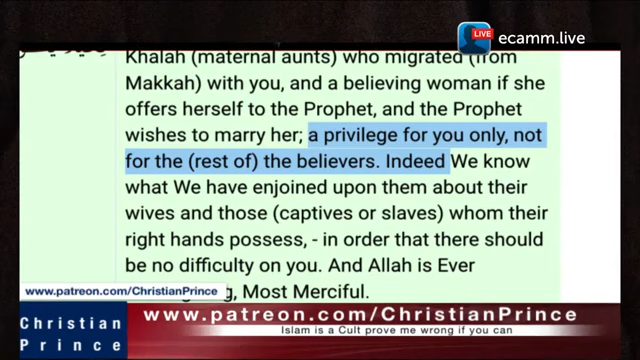 ecamm.live
LIVE
Khalah (maternal aunts) who migrated (from
Makkah) with you, and a believing woman if she
offers herself to the Prophet, and the Prophet
wishes to marry her; a privilege for you only, not
for the (rest of) the believers. Indeed We know
what We have enjoined upon them about their
wives and those (captives or slaves) whom their
right hands possess, - in order that there should
be no difficulty on you. And Allah is Ever
Most Merciful.
www.patreon.com/ChristianPrince
Christian
Prince
www.patreon.com/ChristianPrince
Islam is a Cult prove me wrong if you can